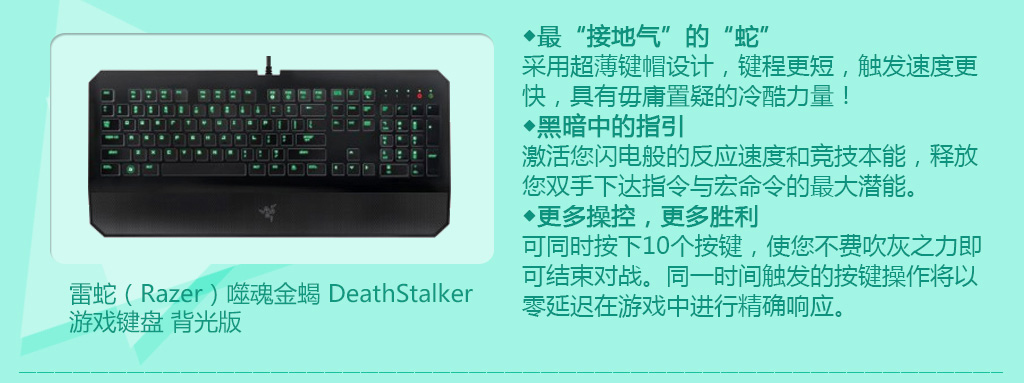 ◆最“接地气”的“蛇”
采用超薄键帽设计，键程更短，触发速度更
快，具有毋庸置疑的冷酷力量！
◆黑暗中的指引
激活您闪电般的反应速度和竞技本能，释放
您双手下达指令与宏命令的最大潜能。
◆更多操控，更多胜利
可同时按下10个按键，使您不费吹灰之力即
可结束对战。同一时间触发的按键操作将以
零延迟在游戏中进行精确响应。
雷蛇（Razer）噬魂金蝎 DeathStalker
游戏键盘 背光版